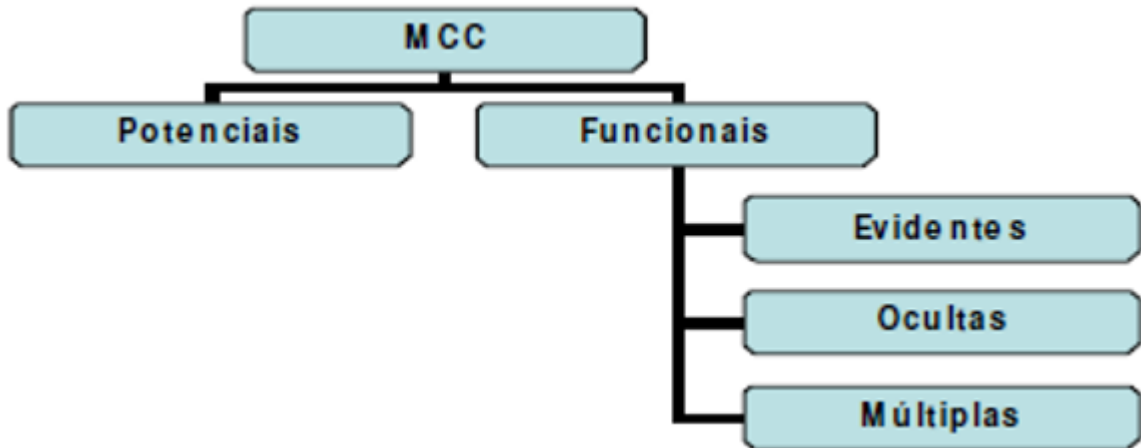 MCC
Potenciais
Funcionais
Evidentes
Ocultas
Múltiplas